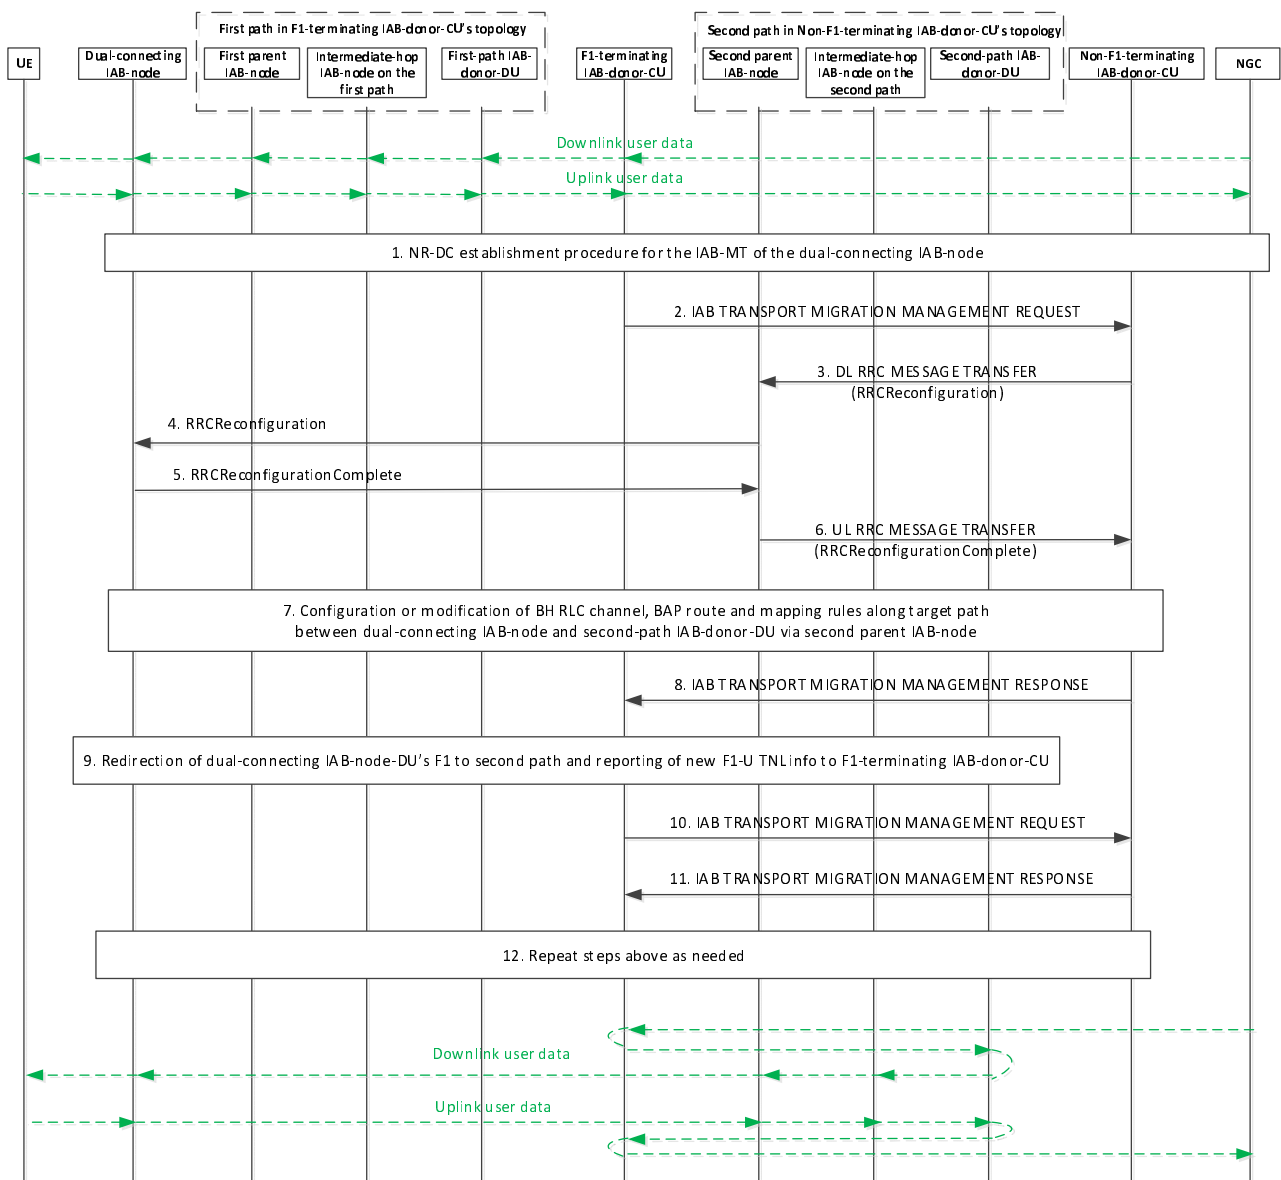 First path in F1-terminating IAB-donor-CU's topology
Second path in Non-F1-terminating IAB-donor-CU's topology
UE
Dual-connecting
IAB-node
First parent
IAB-node
Intermediate-hop
IAB-node on the
first path
First-path IAB-
donor-DU
F1-terminating
IAB-donor-CU
Second parent
IAB-node
Intermediate-hop
IAB-node on the
second path
Second-path IAB-
donor-DU
Non-F1-terminating
IAB-donor-CU
NGC
Downlink user data
Uplink user data
1. NR-DC establishment procedure for the IAB-MT of the dual-connecting IAB-node
2. IAB TRANSPORT MIGRATION MANAGEMENT REQUEST
3. DL RRC MESSAGE TRANSFER
(RRCReconfiguration)
4. RRCReconfiguration
5. RRCReconfigurationComplete
6. UL RRC MESSAGE TRANSFER
(RRCReconfigurationComplete)
7. Configuration or modification of BH RLC channel, BAP route and mapping rules along target path
between dual-connecting IAB-node and second-path IAB-donor-DU via second parent IAB-node
8. IAB TRANSPORT MIGRATION MANAGEMENT RESPONSE
9. Redirection of dual-connecting IAB-node-DU's F1 to second path and reporting of new F1-U TNL info to F1-terminating IAB-donor-CU
10. IAB TRANSPORT MIGRATION MANAGEMENT REQUEST
11. IAB TRANSPORT MIGRATION MANAGEMENT RESPONSE
12. Repeat steps above as needed
Downlink user data
Uplink user data